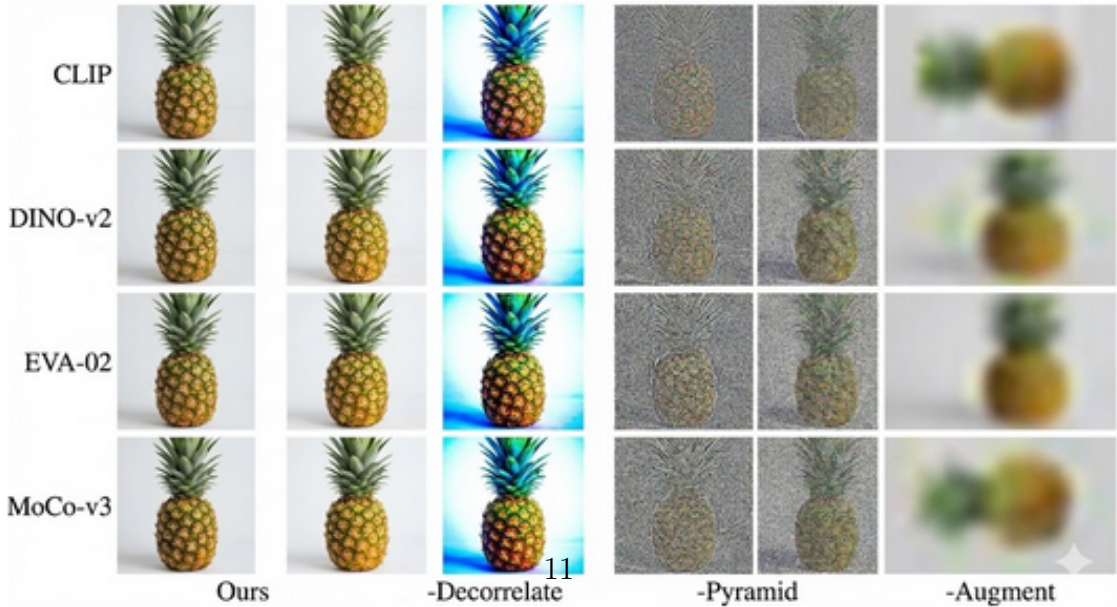 CLIP
DINO-v2
EVA-02
MoCo-v3
11
Ours -Decorrelate -Pyramid -Augment